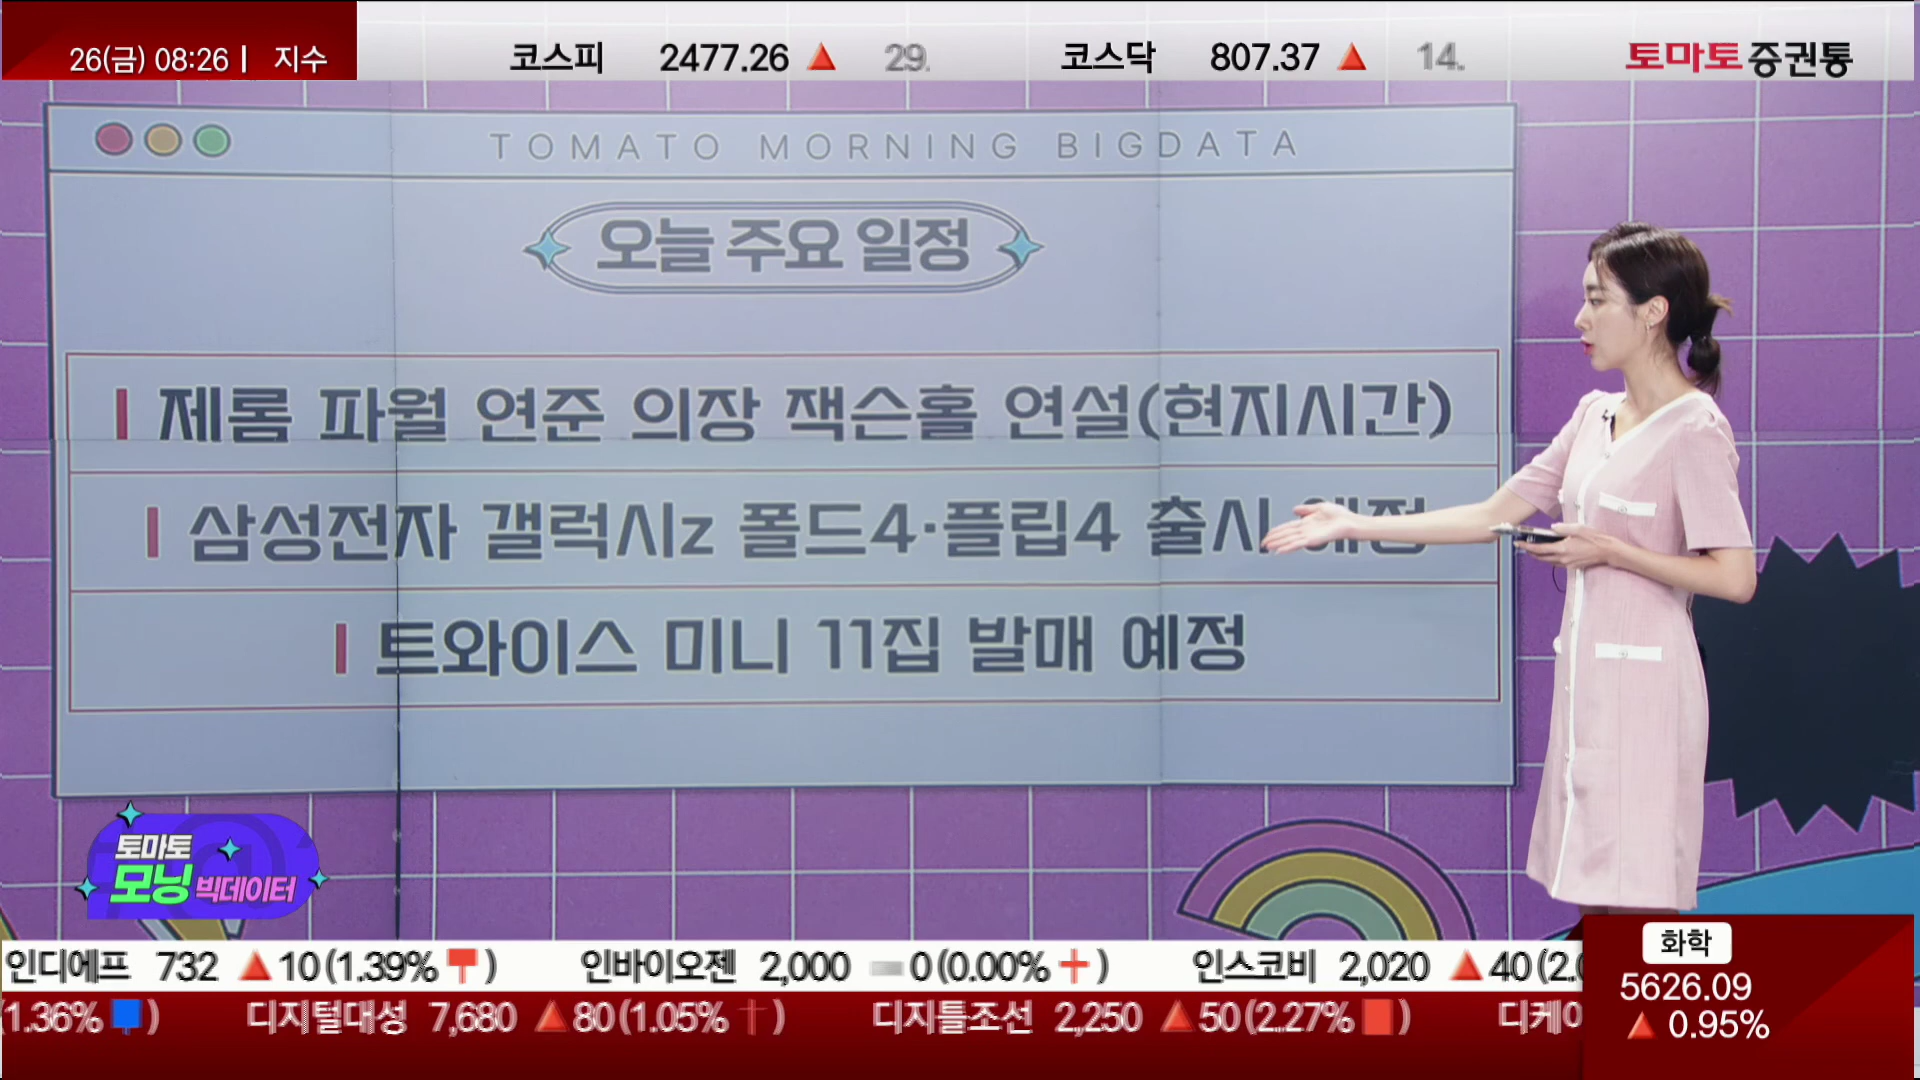 26(금) 08:26 | 지수 코스피 2477.26 ▲ 29. 코스닥 807.37 ▲ 14. 토마토증권통
TOMATO MORNING BIGDATA
오늘 주요 일정
제롬 파월 연준 의장 잭슨홀 연설(현지시간)
삼성전자 갤럭시z 폴드4·플립4 출시 예정
트와이스 미니 11집 발매 예정
토마토
모닝 빅데이터
인디에프 732 ▲10(1.39% ) 인바이오젠 2,000 0(0.00% ) 인스코비 2,020 ▲40(2.0
1.36% ) 디지털대성 7,680 ▲80(1.05% ) 디지틀조선 2,250 ▲50(2.27% ) 디케이
화학
5626.09
▲ 0.95%